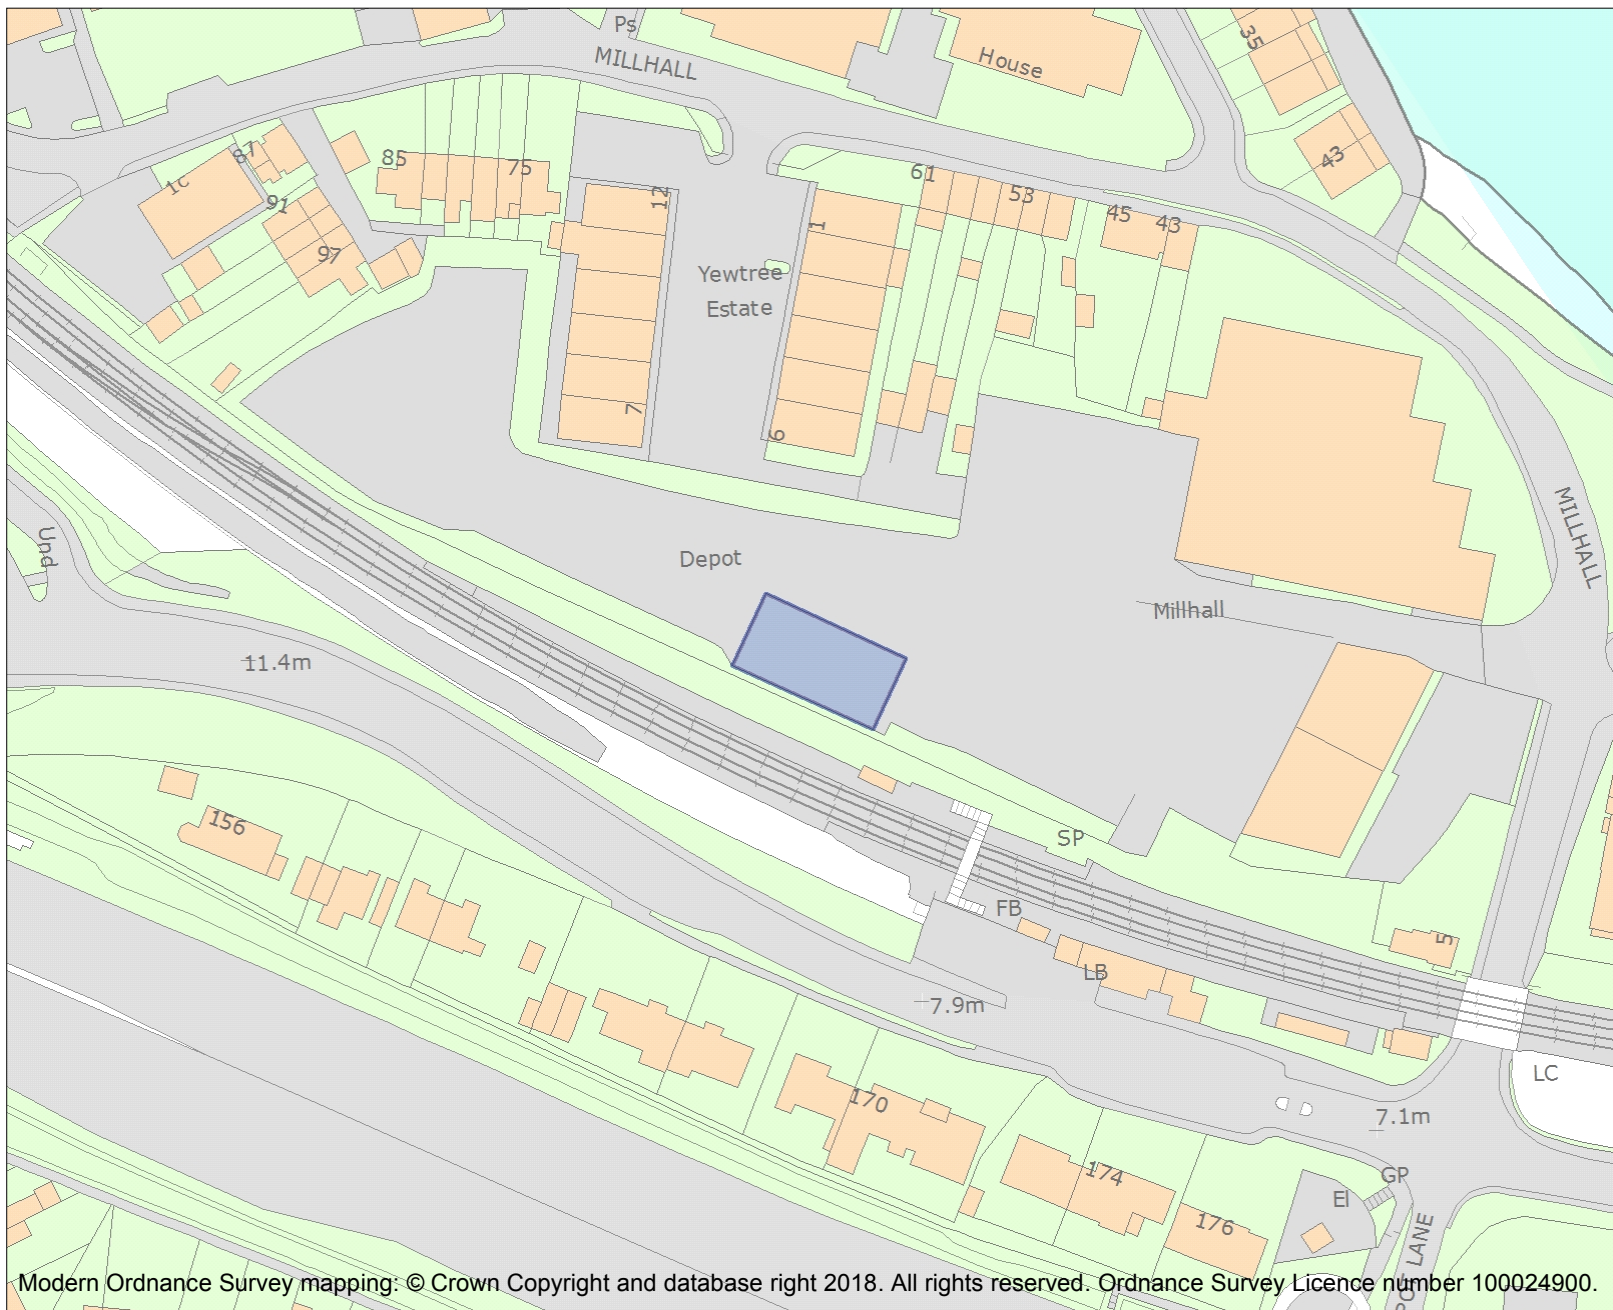 Ps
MILLHALL
House
35
43
87
1c
91
97
85
75
12
1
61
53
45
43
Yewtree
Estate
7
6
MILLHALL
Und
Depot
Millhall
11.4m
156
SP
FB
LB
5
7.9m
LC
170
7.1m
174
GP
El
176
LANE
Modern Ordnance Survey mapping: © Crown Copyright and database right 2018. All rights reserved. Ordnance Survey Licence number 100024900.